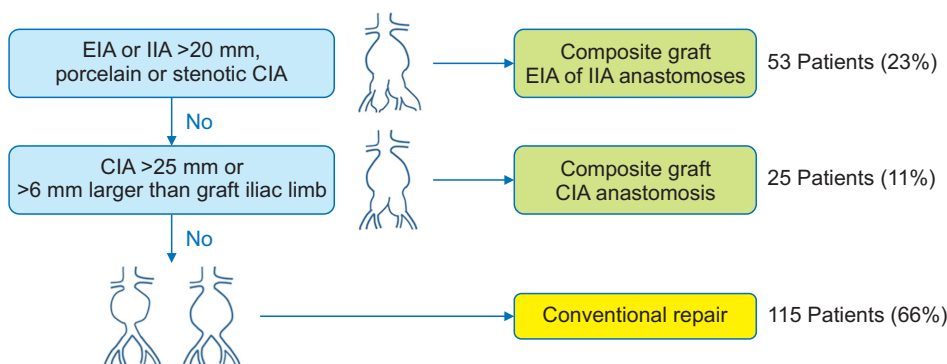 EIA or IIA >20 mm,
porcelain or stenotic CIA
Composite graft
EIA of IIA anastomoses
53 Patients (23%)
No
CIA >25 mm or
>6 mm larger than graft iliac limb
Composite graft
CIA anastomosis
25 Patients (11%)
No
Conventional repair
115 Patients (66%)